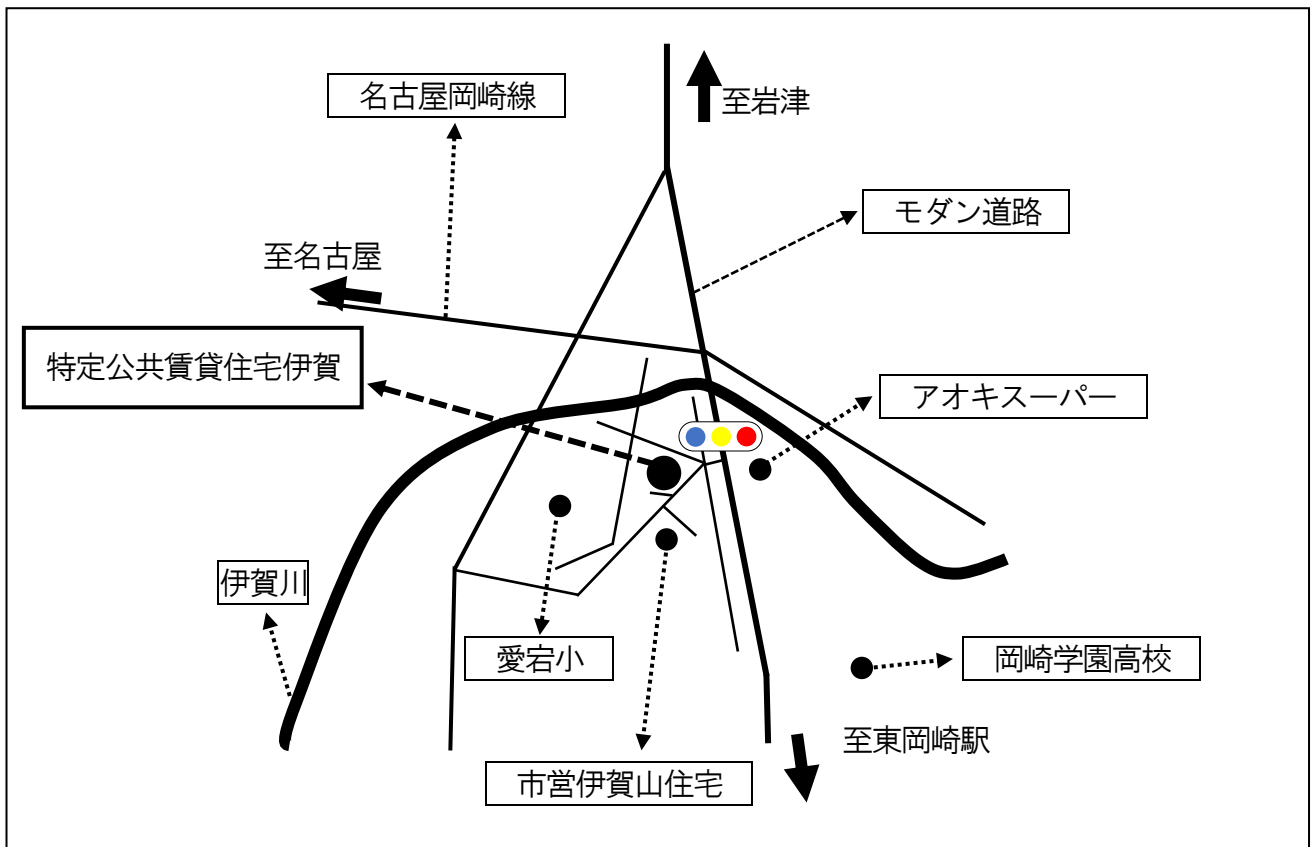 名古屋岡崎線
至岩津
モダン道路
至名古屋
特定公共賃貸住宅伊賀
アオキスーパー
伊賀川
愛宕小
岡崎学園高校
至東岡崎駅
市営伊賀山住宅